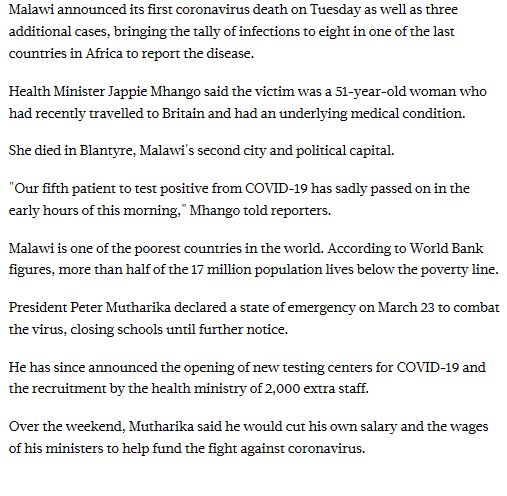 Malawi announced its first coronavirus death on Tuesday as well as three
additional cases, bringing the tally of infections to eight in one of the last
countries in Africa to report the disease.
Health Minister Jappie Mhango said the victim was a 51-year-old woman who
had recently travelled to Britain and had an underlying medical condition.
She died in Blantyre, Malawi's second city and political capital.
"Our fifth patient to test positive from COVID-19 has sadly passed on in the
early hours of this morning," Mhango told reporters.
Malawi is one of the poorest countries in the world. According to World Bank
figures, more than half of the 17 million population lives below the poverty line.
President Peter Mutharika declared a state of emergency on March 23 to combat
the virus, closing schools until further notice.
He has since announced the opening of new testing centers for COVID-19 and
the recruitment by the health ministry of 2,000 extra staff.
Over the weekend, Mutharika said he would cut his own salary and the wages
of his ministers to help fund the fight against coronavirus.